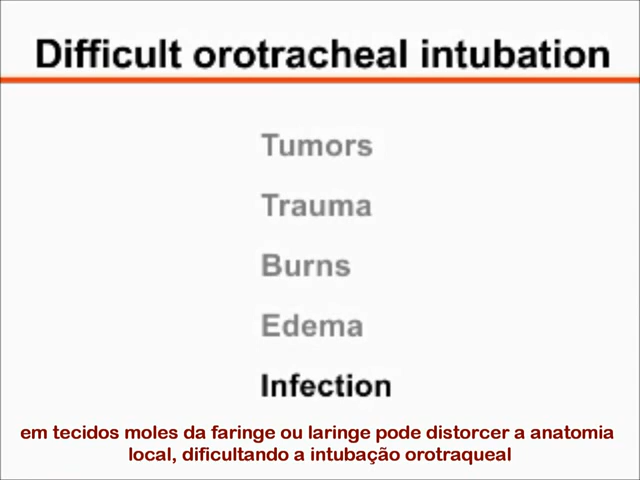 Difficult orotracheal intubation
Tumors
Trauma
Burns
Edema
Infection
em tecidos moles da faringe ou laringe pode distorcer a anatomia
local, dificultando a intubação orotraqueal